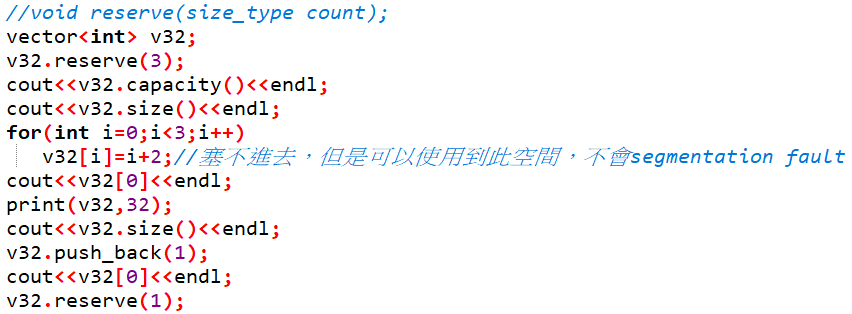 //void reserve(size_type count);
vector<int> v32;
v32.reserve(3);
cout<<v32.capacity()<<endl;
cout<<v32.size()<<endl;
for(int i=0;i<3;i++)
v32[i]=i+2;//塞不進去，但是可以使用到此空間，不會segmentation fault
cout<<v32[0]<<endl;
print(v32,32);
cout<<v32.size()<<endl;
v32.push_back(1);
cout<<v32[0]<<endl;
v32.reserve(1);